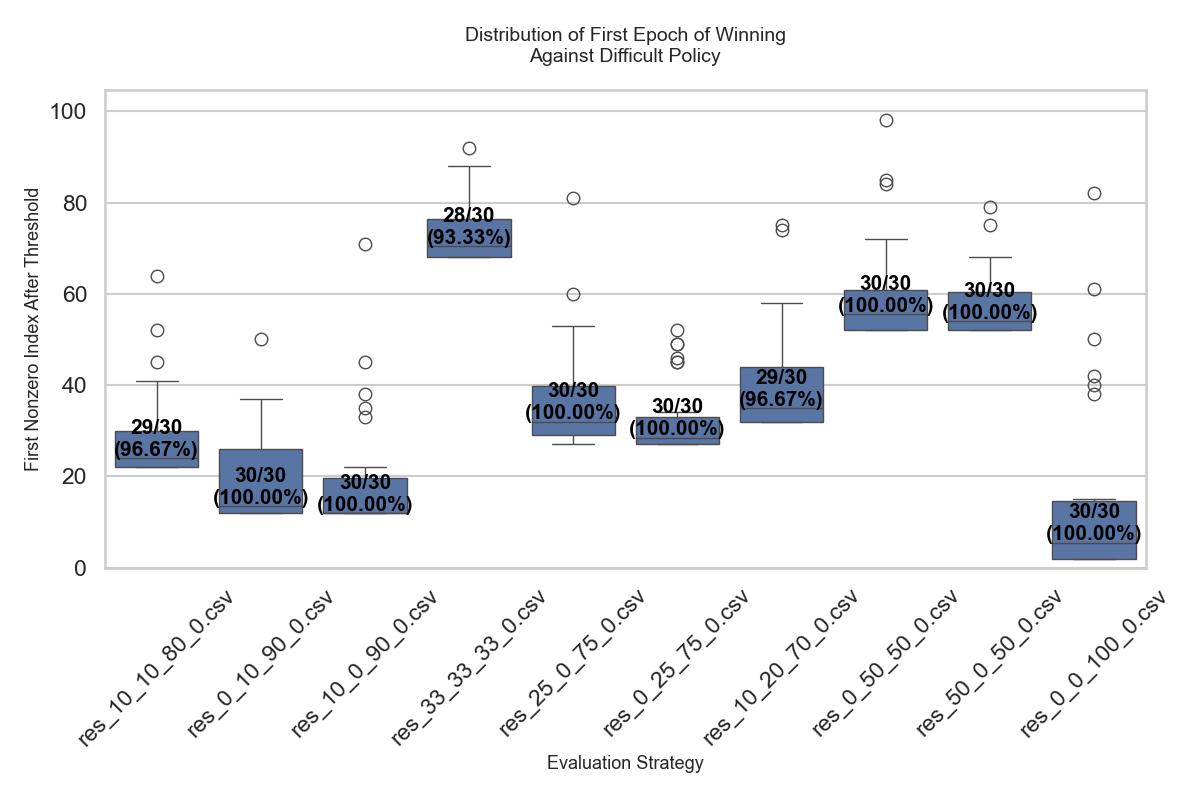 Distribution of First Epoch of Winning
Against Difficult Policy
First Nonzero Index After Threshold
100
80
60
40
20
0
29/30
(96.67%)
30/30
(100.00%)
30/30
(100.00%)
28/30
(93.33%)
30/30
(100.00%)
30/30
(100.00%)
29/30
(96.67%)
30/30
(100.00%)
30/30
(100.00%)
30/30
(100.00%)
res_10_10_80_0.csv
res_0_10_90_0.csv
res_10_0_90_0.csv
res_33_33_33_0.csv
res_25_0_75_0.csv
res_0_25_75_0.csv
res_10_20_70_0.csv
res_0_50_50_0.csv
res_50_0_50_0.csv
res_0_0_100_0.csv
Evaluation Strategy